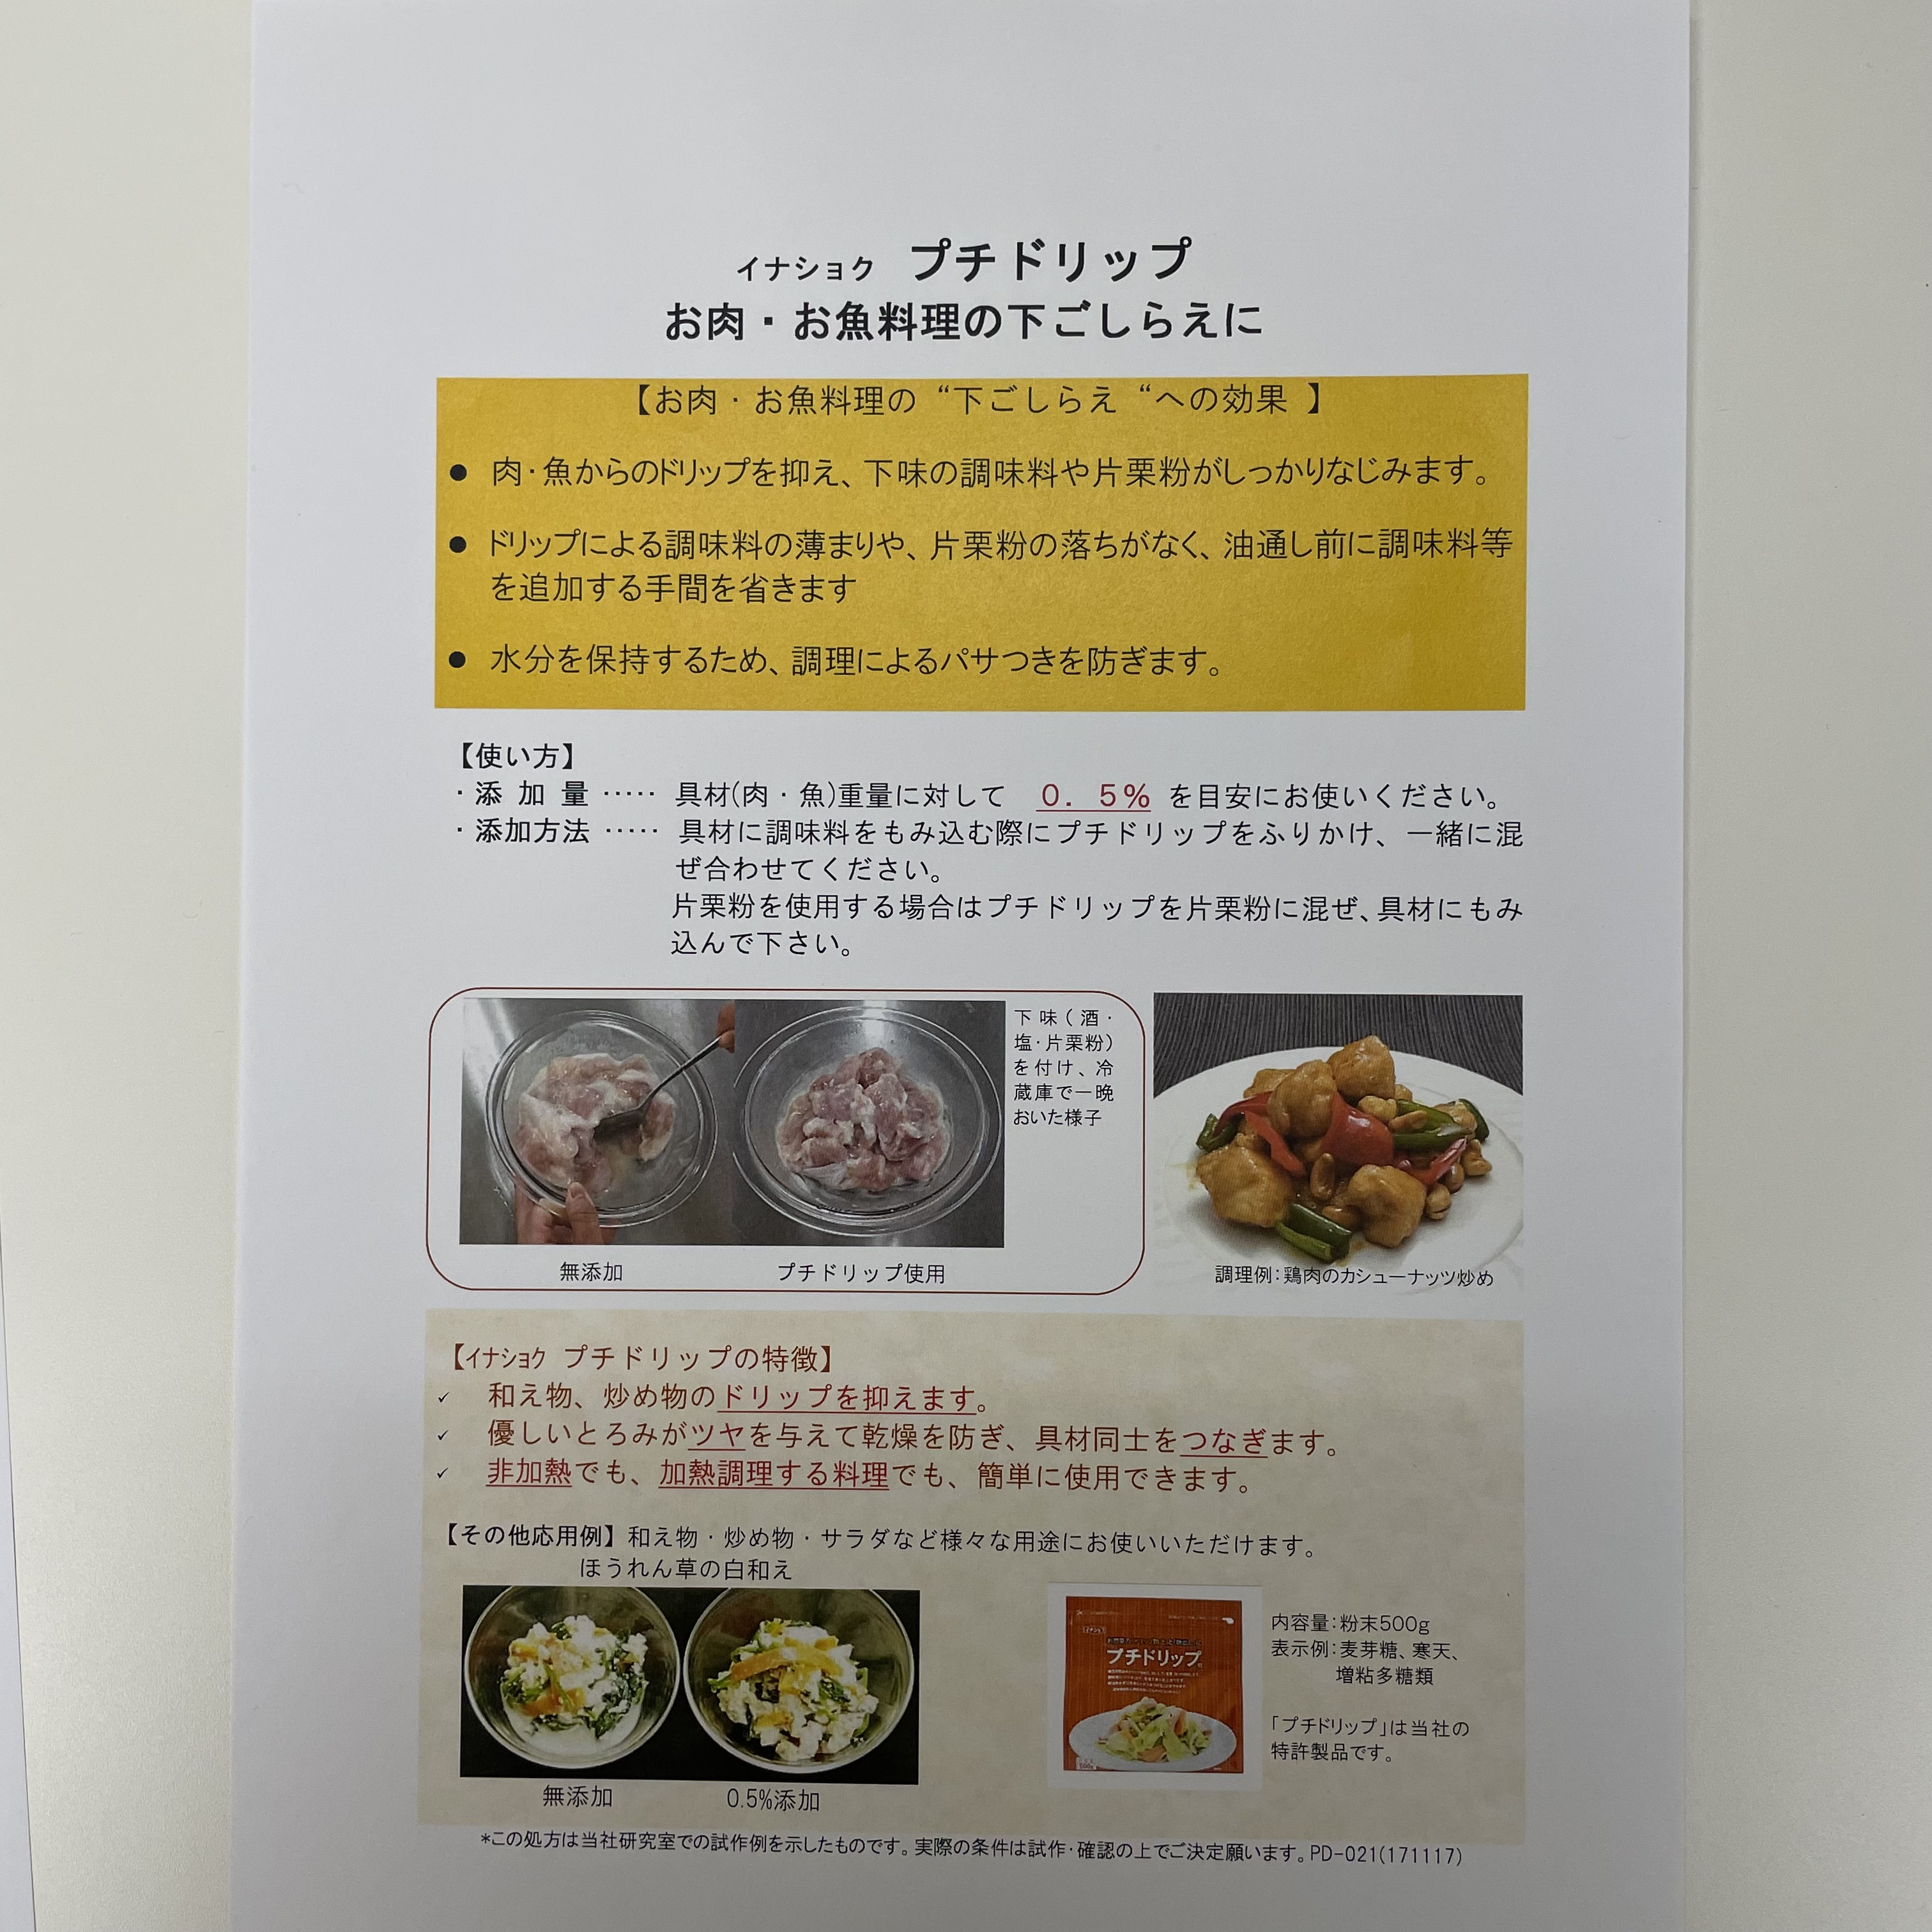 イナショク プチドリップ
お肉・お魚料理の下ごしらえに
【お肉・お魚料理の “下ごしらえ “への効果 】
● 肉・魚からのドリップを抑え、下味の調味料や片栗粉がしっかりなじみます。
● ドリップによる調味料の薄まりや、片栗粉の落ちがなく、油通し前に調味料等
を追加する手間を省きます
● 水分を保持するため、調理によるパサつきを防ぎます。
【使い方】
・添 加 量 ‥‥‥ 具材(肉・魚)重量に対して 0．5% を目安にお使いください。
・添加方法 ‥‥‥ 具材に調味料をもみ込む際にプチドリップをふりかけ、一緒に混
ぜ合わせてください。
片栗粉を使用する場合はプチドリップを片栗粉に混ぜ、具材にもみ
込んで下さい。
下味(酒・
塩・片栗粉)
を付け、冷
蔵庫で一晩
おいた様子
無添加
プチドリップ使用
調理例：鶏肉のカシューナッツ炒め
【イナショク プチドリップの特徴】
✓ 和え物、炒め物のドリップを抑えます。
✓ 優しいとろみがツヤを与えて乾燥を防ぎ、具材同士をつなぎます。
✓ 非加熱でも、加熱調理する料理でも、簡単に使用できます。
【その他応用例】和え物・炒め物・サラダなど様々な用途にお使いいただけます。
ほうれん草の白和え
無添加
0.5%添加
プチドリップ
500g
内容量：粉末500g
表示例：麦芽糖、寒天、
増粘多糖類
「プチドリップ」は当社の
特許製品です。
*この処方は当社研究室での試作例を示したものです。実際の条件は試作・確認の上でご決定願います。PD-021(171117)